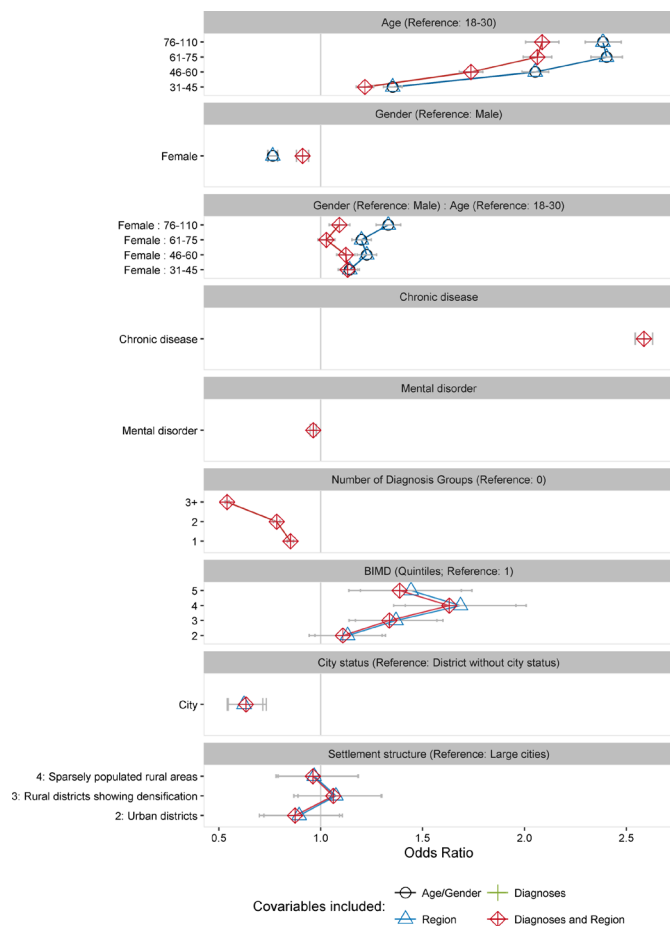 Age (Reference: 18-30)
76-110
61-75
46-60
31-45
Gender (Reference: Male)
Female
Gender (Reference: Male) : Age (Reference: 18-30)
Female : 76-110
Female : 61-75
Female : 46-60
Female : 31-45
Chronic disease
Chronic disease
Mental disorder
Mental disorder
Number of Diagnosis Groups (Reference: 0)
3+
2
1
BIMD (Quintiles; Reference: 1)
5
4
3
2
City status (Reference: District without city status)
City
Settlement structure (Reference: Large cities)
4: Sparsely populated rural areas
3: Rural districts showing densification
2: Urban districts
0.5 1.0 1.5 2.0 2.5
Odds Ratio
Covariables included:
Age/Gender Diagnoses
Region Diagnoses and Region